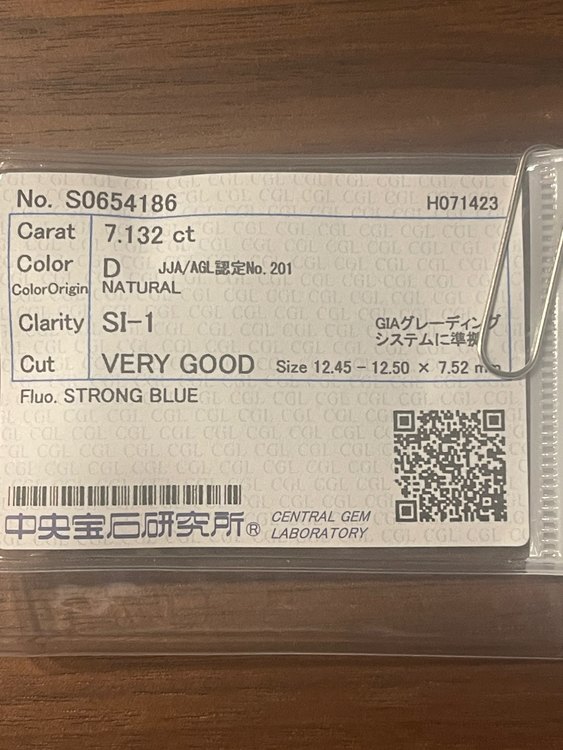 No. S0654186 H071423
Carat 7.132 ct
Color D JJA/AGL認定No.201
ColorOrigin NATURAL
Clarity SI-1 GIAグレーディング
システムに準拠
Cut VERY GOOD Size 12.45 - 12.50 × 7.52 mm
Fluo. STRONG BLUE
中央宝石研究所® CENTRAL GEM
LABORATORY